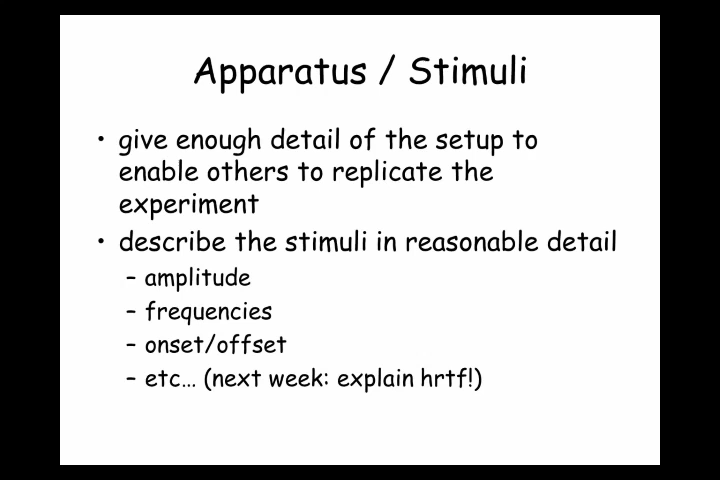 Apparatus / Stimuli
• give enough detail of the setup to
enable others to replicate the
experiment
• describe the stimuli in reasonable detail
– amplitude
– frequencies
– onset/offset
– etc… (next week: explain hrtf!)